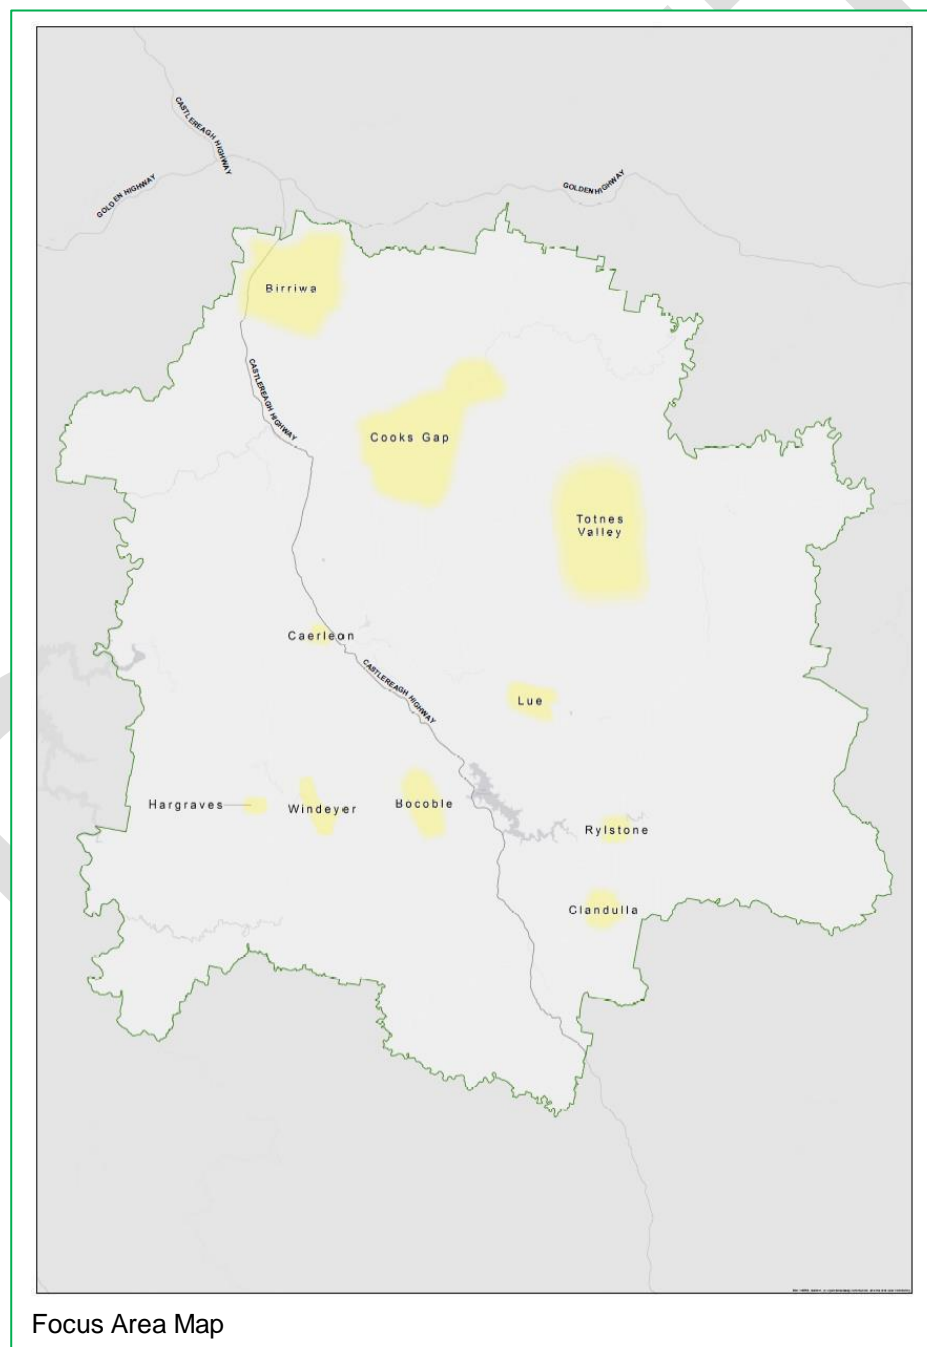 CASTLEREAGH HIGHWAY
GOLDEN HIGHWAY
GOLDEN HIGHWAY
Birriwa
CASTLEREAGH HIGHWAY
Cooks Gap
Totnes
Valley
Caerleon
CASTLEREAGH HIGHWAY
Lue
Hargraves
Windeyer
Bocoble
Rylstone
Clandulla
Focus Area Map